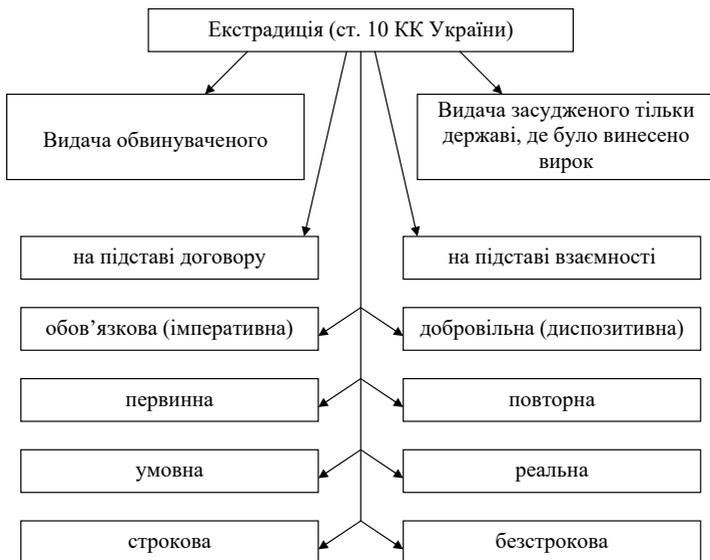 Екстрадиція (ст. 10 КК України)
Видача обвинуваченого
Видача засудженого тільки
державі, де було винесено
вирок
на підставі договору
на підставі взаємності
обов’язкова (імперативна)
добровільна (диспозитивна)
первинна
повторна
умовна
реальна
строкова
безстрокова